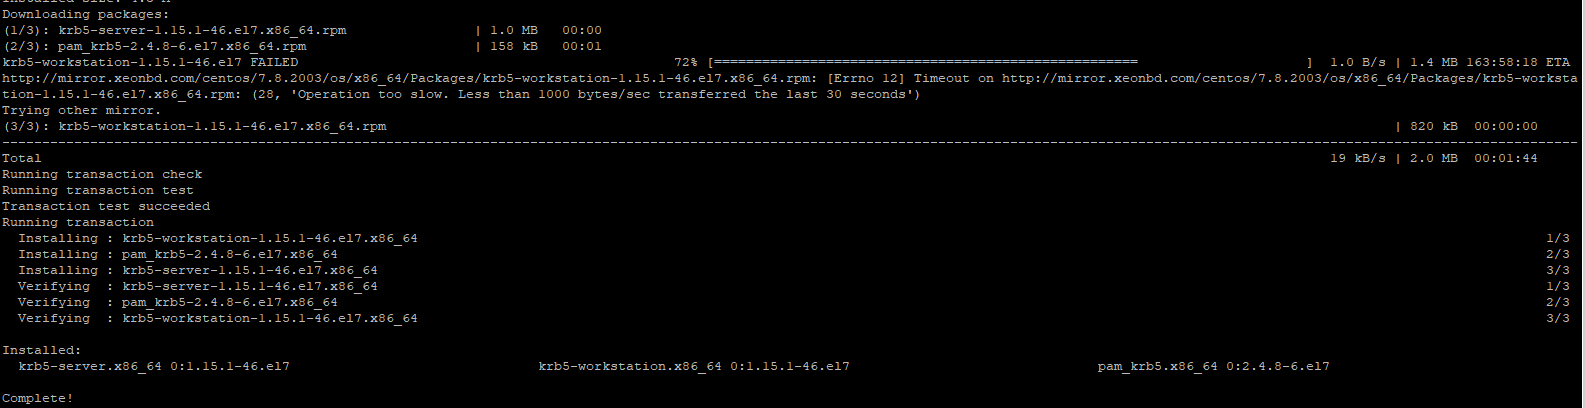 Downloading packages:
(1/3): krb5-server-1.15.1-46.el7.x86_64.rpm | 1.0 MB 00:00
(2/3): pam_krb5-2.4.8-6.el7.x86_64.rpm | 158 kB 00:01
krb5-workstation-1.15.1-46.el7 FAILED 72% [===================================================== ] 1.0 B/s | 1.4 MB 163:58:18 ETA
http://mirror.xeonbd.com/centos/7.8.2003/os/x86_64/Packages/krb5-workstation-1.15.1-46.el7.x86_64.rpm: [Errno 12] Timeout on http://mirror.xeonbd.com/centos/7.8.2003/os/x86_64/Packages/krb5-worksta
tion-1.15.1-46.el7.x86_64.rpm: (28, 'Operation too slow. Less than 1000 bytes/sec transferred the last 30 seconds')
Trying other mirror.
(3/3): krb5-workstation-1.15.1-46.el7.x86_64.rpm | 820 kB 00:00:00
--------------------------------------------------------------------------------
Total 19 kB/s | 2.0 MB 00:01:44
Running transaction check
Running transaction test
Transaction test succeeded
Running transaction
Installing : krb5-workstation-1.15.1-46.el7.x86_64 1/3
Installing : pam_krb5-2.4.8-6.el7.x86_64 2/3
Installing : krb5-server-1.15.1-46.el7.x86_64 3/3
Verifying : krb5-server-1.15.1-46.el7.x86_64 1/3
Verifying : pam_krb5-2.4.8-6.el7.x86_64 2/3
Verifying : krb5-workstation-1.15.1-46.el7.x86_64 3/3
Installed:
krb5-server.x86_64 0:1.15.1-46.el7 krb5-workstation.x86_64 0:1.15.1-46.el7 pam_krb5.x86_64 0:2.4.8-6.el7
Complete!